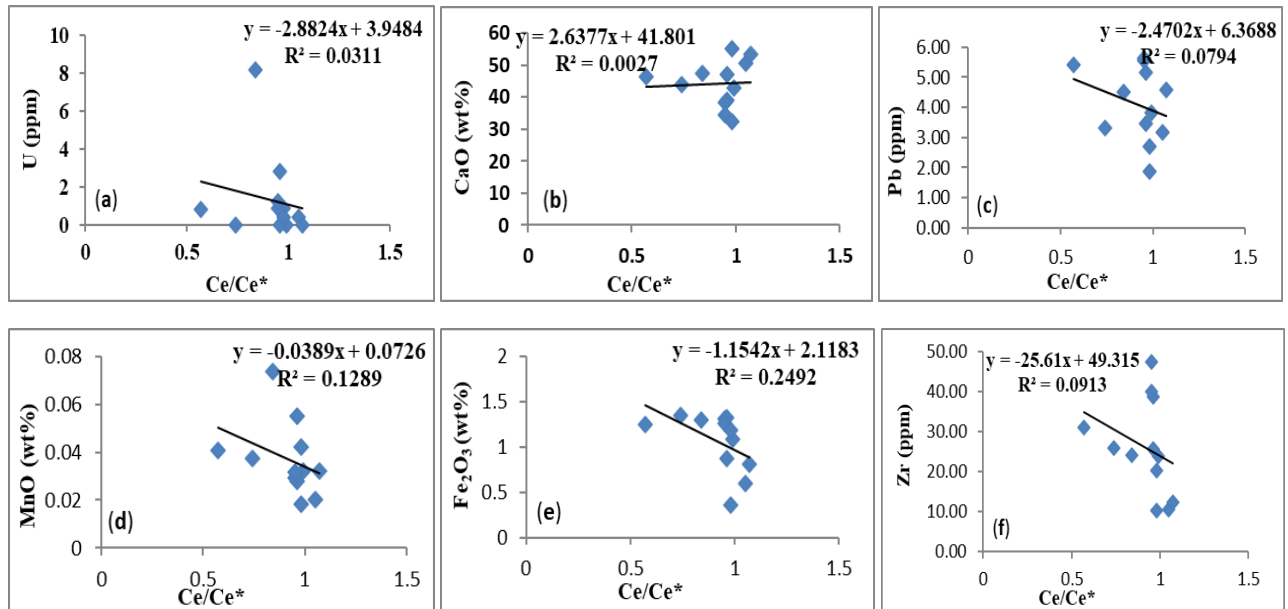 y = -2.8824x + 3.9484
R² = 0.0311
10
8
6
4
2
0
U (ppm)
(a)
0
0.5
1
1.5
Ce/Ce*
y = 2.6377x + 41.801
R² = 0.0027
60
50
40
30
20
10
0
CaO (wt%)
(b)
0
0.5
1
1.5
Ce/Ce*
y = -2.4702x + 6.3688
R² = 0.0794
6.00
5.00
4.00
3.00
2.00
1.00
0.00
Pb (ppm)
(c)
0
0.5
1
1.5
Ce/Ce*
y = -0.0389x + 0.0726
R² = 0.1289
0.08
0.06
0.04
0.02
0
MnO (wt%)
(d)
0
0.5
1
1.5
Ce/Ce*
y = -1.1542x + 2.1183
R² = 0.2492
2
1.5
1
0.5
0
Fe₂O₃ (wt%)
(e)
0
0.5
1
1.5
Ce/Ce*
y = -25.61x + 49.315
R² = 0.0913
50.00
40.00
30.00
20.00
10.00
0.00
Zr (ppm)
(f)
0
0.5
1
1.5
Ce/Ce*